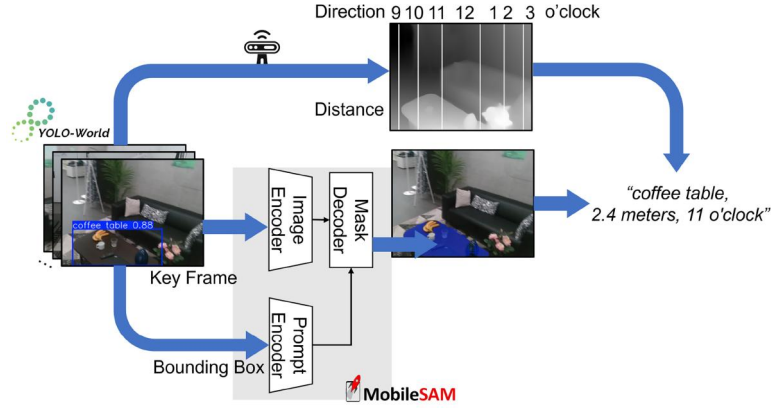 Direction 9 10 11 12 1 2 3 o'clock
Distance
YOLO-World
coffee table 0.88
...
Key Frame
Image
Encoder
Mask
Decoder
"coffee table,
2.4 meters, 11 o'clock"
Prompt
Encoder
Bounding Box
MobileSAM